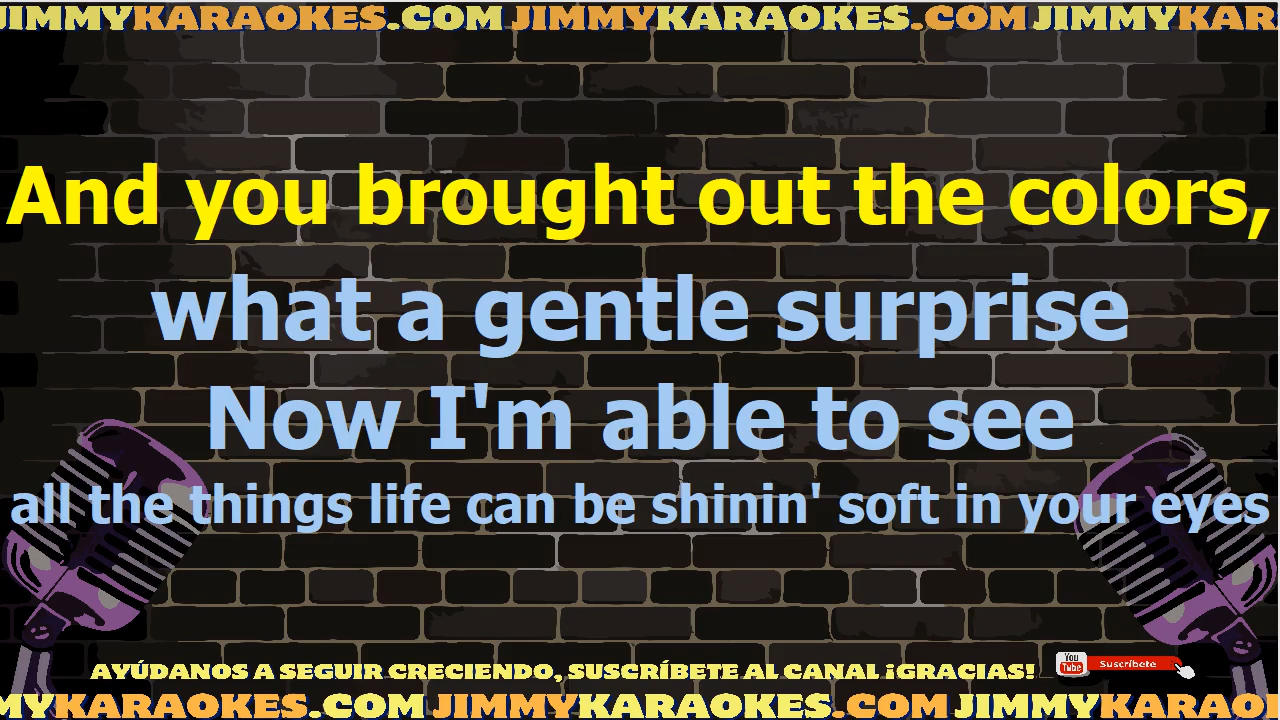 JIMMYKARAOKES.COM JIMMYKARAOKES.COM JIMMYKAR
And you brought out the colors,
what a gentle surprise
Now I'm able to see
all the things life can be shinin' soft in your eyes
AYÚDANOS A SEGUIR CRECIENDO, SUSCRÍBETE AL CANAL ¡GRACIAS!
You Tube Suscríbete
MYKARAOKES.COM JIMMYKARAOKES.COM JIMMYKARAOI